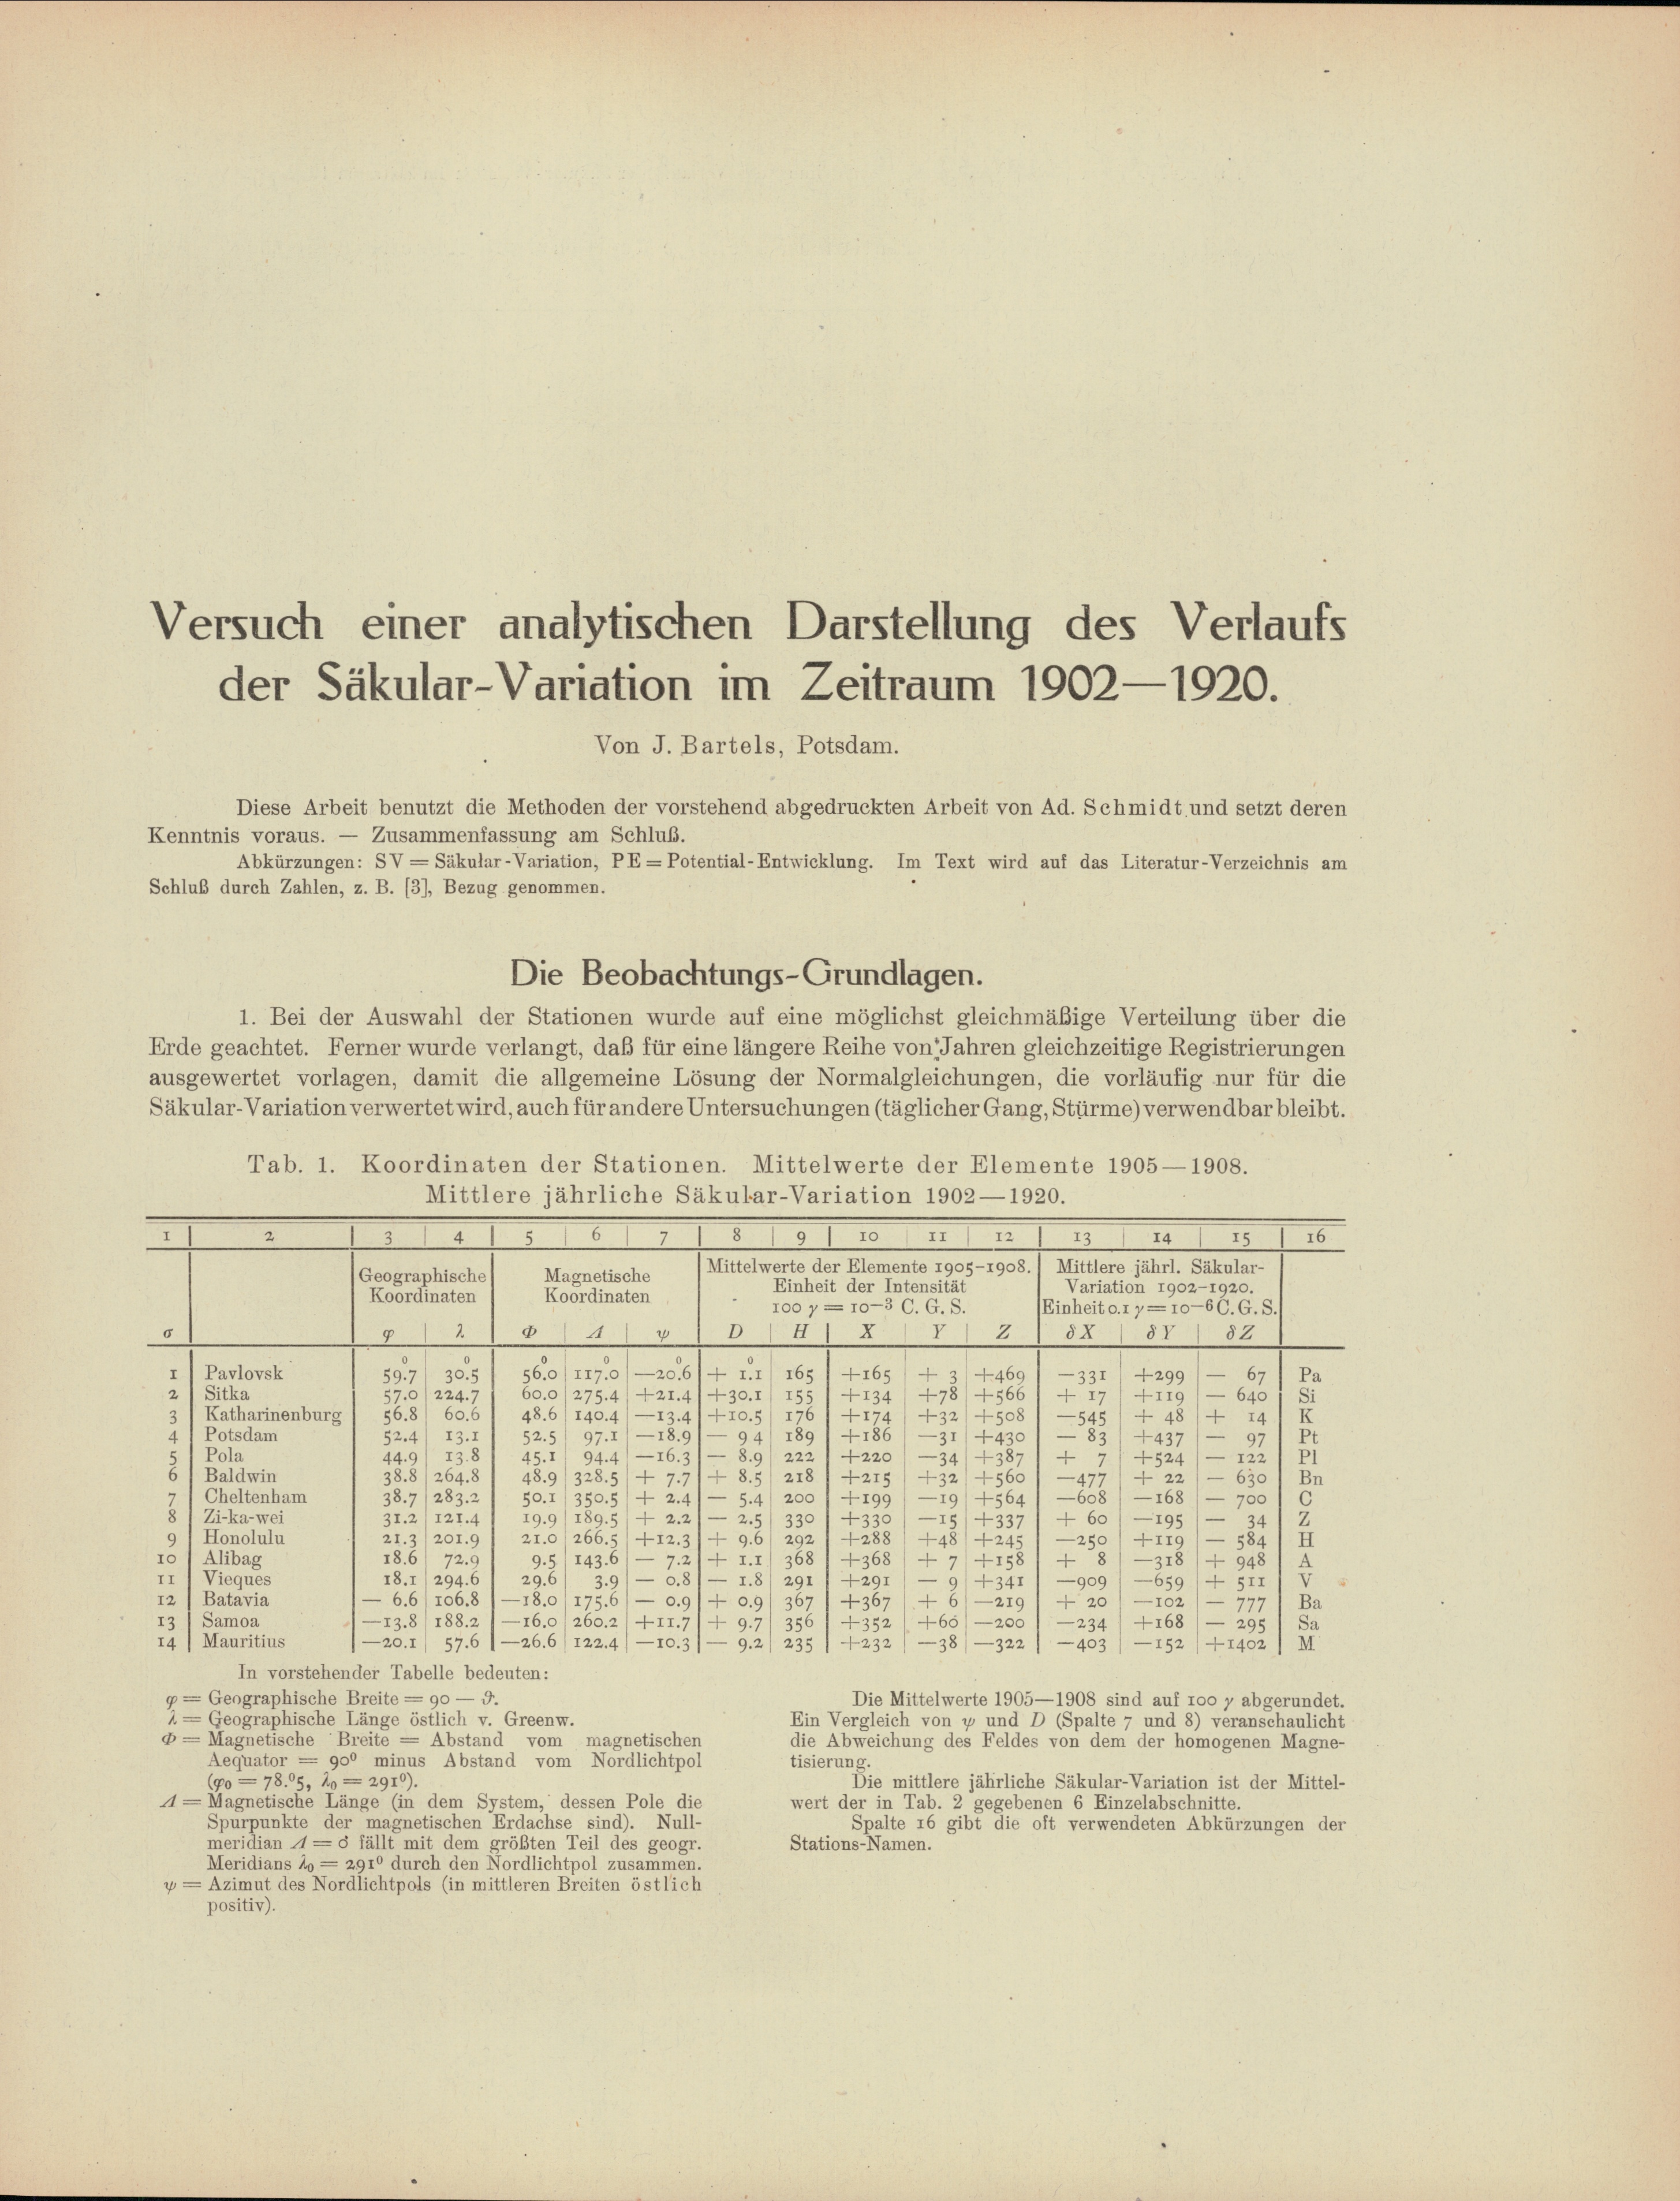 Versuch einer analytischen Darstellung des Verlaufs
der Säkular-Variation im Zeitraum 1902—1920.
Von J. Bartels, Potsdam.
Diese Arbeit benutzt die Methoden der vorstehend abgedruckten Arbeit von Ad. Schmidt und setzt deren
Kenntnis voraus. — Zusammenfassung am Schluß.
Abkürzungen: SV = Säkular-Variation, PE = Potential-Entwicklung. Im Text wird auf das Literatur-Verzeichnis am
Schluß durch Zahlen, z. B. [3], Bezug genommen.
Die Beobachtungs-Grundlagen.
1. Bei der Auswahl der Stationen wurde auf eine möglichst gleichmäßige Verteilung über die
Erde geachtet. Ferner wurde verlangt, daß für eine längere Reihe von Jahren gleichzeitige Registrierungen
ausgewertet vorlagen, damit die allgemeine Lösung der Normalgleichungen, die vorläufig nur für die
Säkular-Variation verwertet wird, auch für andere Untersuchungen (täglicher Gang, Stürme) verwendbar bleibt.
Tab. 1. Koordinaten der Stationen. Mittelwerte der Elemente 1905—1908.
Mittlere jährliche Säkular-Variation 1902—1920.
1 2 3 4 5 6 7 8 9 10 11 12 13 14 15 16
Geographische Koordinaten
Magnetische Koordinaten
Mittelwerte der Elemente 1905-1908.
Einheit der Intensität
100 γ = 10−3 C. G. S.
Mittlere jährl. Säkular-
Variation 1902-1920.
Einheit 0.1 γ = 10−6 C. G. S.
σ φ λ Φ Λ ψ D H X Y Z δX δY δZ
0 0 0 0 0 0
1 Pavlovsk 59.7 30.5 56.0 117.0 —20.6 + 1.1 165 +165 + 3 +469 —331 +299 — 67 Pa
2 Sitka 57.0 224.7 60.0 275.4 +21.4 +30.1 155 +134 +78 +566 + 17 +119 — 640 Si
3 Katharinenburg 56.8 60.6 48.6 140.4 —13.4 +10.5 176 +174 +32 +508 —545 + 48 + 14 K
4 Potsdam 52.4 13.1 52.5 97.1 —18.9 — 9 4 189 +186 —31 +430 — 83 +437 — 97 Pt
5 Pola 44.9 13.8 45.1 94.4 —16.3 — 8.9 222 +220 —34 +387 + 7 +524 — 122 Pl
6 Baldwin 38.8 264.8 48.9 328.5 + 7.7 + 8.5 218 +215 +32 +560 —477 + 22 — 630 Bn
7 Cheltenham 38.7 283.2 50.1 350.5 + 2.4 — 5.4 200 +199 —19 +564 —608 —168 — 700 C
8 Zi-ka-wei 31.2 121.4 19.9 189.5 + 2.2 — 2.5 330 +330 —15 +337 + 60 —195 — 34 Z
9 Honolulu 21.3 201.9 21.0 266.5 +12.3 + 9.6 292 +288 +48 +245 —250 +119 — 584 H
10 Alibag 18.6 72.9 9.5 143.6 — 7.2 + 1.1 368 +368 + 7 +158 + 8 —318 + 948 A
11 Vieques 18.1 294.6 29.6 3.9 — 0.8 — 1.8 291 +291 — 9 +341 —909 —659 + 511 V
12 Batavia — 6.6 106.8 —18.0 175.6 — 0.9 + 0.9 367 +367 + 6 —219 + 20 —102 — 777 Ba
13 Samoa —13.8 188.2 —16.0 260.2 +11.7 + 9.7 356 +352 +60 —200 —234 +168 — 295 Sa
14 Mauritius —20.1 57.6 —26.6 122.4 —10.3 — 9.2 235 +232 —38 —322 —403 —152 +1402 M
In vorstehender Tabelle bedeuten:
φ = Geographische Breite = 90 — ϑ.
λ = Geographische Länge östlich v. Greenw.
Φ = Magnetische Breite = Abstand vom magnetischen
Aequator = 90⁰ minus Abstand vom Nordlichtpol
(φ₀ = 78.⁰5, λ₀ = 291⁰).
Λ = Magnetische Länge (in dem System, dessen Pole die
Spurpunkte der magnetischen Erdachse sind). Null-
meridian Λ = 0 fällt mit dem größten Teil des geogr.
Meridians λ₀ = 291⁰ durch den Nordlichtpol zusammen.
ψ = Azimut des Nordlichtpols (in mittleren Breiten östlich
positiv).
Die Mittelwerte 1905—1908 sind auf 100 γ abgerundet.
Ein Vergleich von ψ und D (Spalte 7 und 8) veranschaulicht
die Abweichung des Feldes von dem der homogenen Magne-
tisierung.
Die mittlere jährliche Säkular-Variation ist der Mittel-
wert der in Tab. 2 gegebenen 6 Einzelabschnitte.
Spalte 16 gibt die oft verwendeten Abkürzungen der
Stations-Namen.